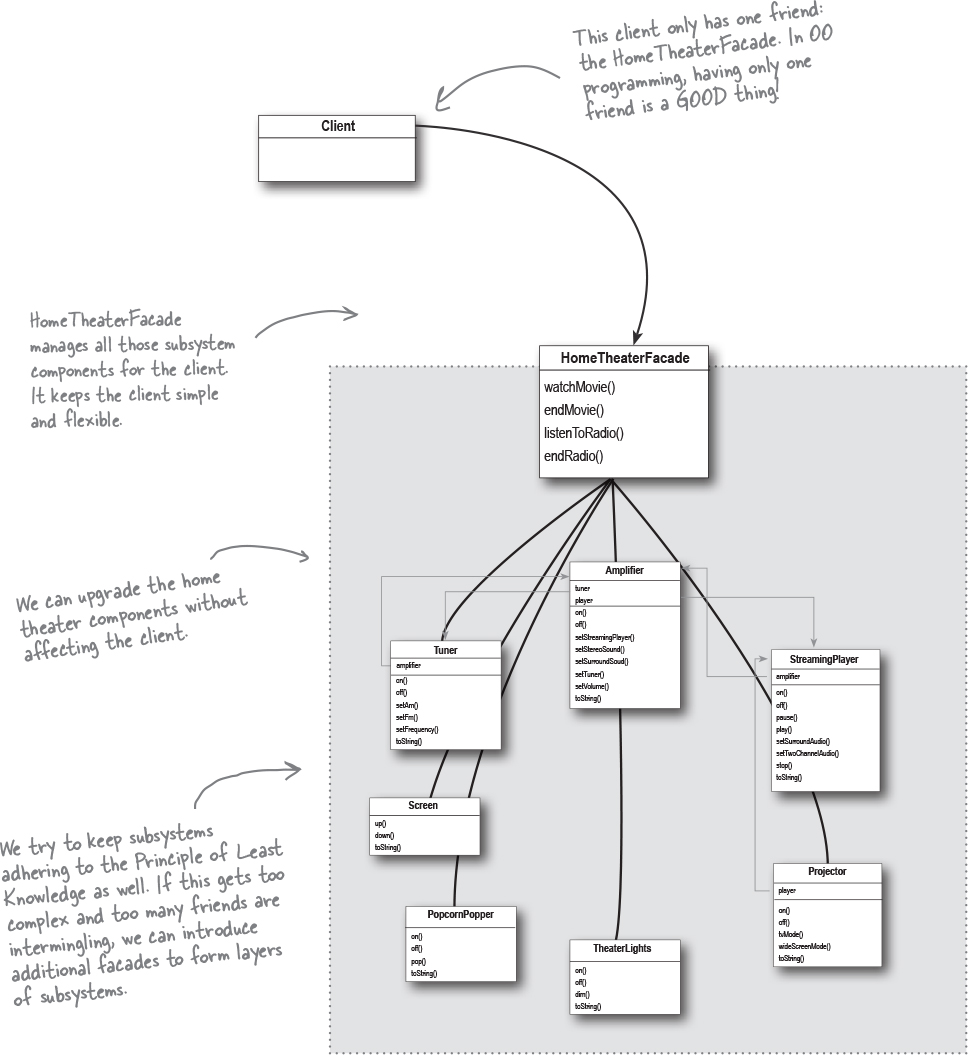 This client only has one friend:
the HomeTheaterFacade. In OO
programming, having only one
friend is a GOOD thing!
Client
HomeTheaterFacade
manages all those subsystem
components for the client.
It keeps the client simple
and flexible.
HomeTheaterFacade
watchMovie()
endMovie()
listenToRadio()
endRadio()
We can upgrade the home
theater components without
affecting the client.
Amplifier
tuner
player
on()
off()
setStreamingPlayer()
setStereoSound()
setSurroundSoud()
setTuner()
setVolume()
toString()
Tuner
amplifier
on()
off()
setAm()
setFm()
setFrequency()
toString()
StreamingPlayer
amplifier
on()
off()
pause()
play()
setSurroundAudio()
setTwoChannelAudio()
stop()
toString()
We try to keep subsystems
adhering to the Principle of Least
Knowledge as well. If this gets too
complex and too many friends are
intermingling, we can introduce
additional facades to form layers
of subsystems.
Screen
up()
down()
toString()
Projector
player
on()
off()
tvMode()
wideScreenMode()
toString()
PopcornPopper
on()
off()
pop()
toString()
TheaterLights
on()
off()
dim()
toString()